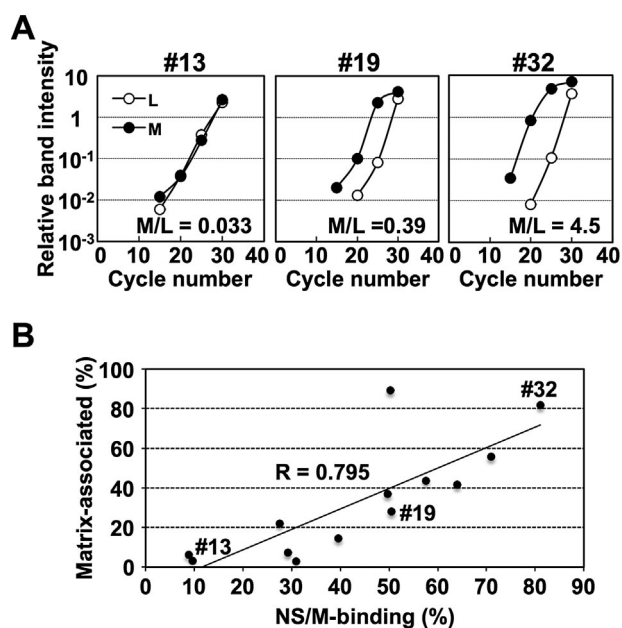 A
#13 #19 #32
Relative band intensity
10
1
10-1
10-2
10-3
L
M
M/L = 0.033
M/L =0.39
M/L = 4.5
0 10 20 30 40 0 10 20 30 40 0 10 20 30 40
Cycle number Cycle number Cycle number
B
Matrix-associated (%)
100
80
60
40
20
0
#32
R = 0.795
#19
#13
0 10 20 30 40 50 60 70 80 90
NS/M-binding (%)